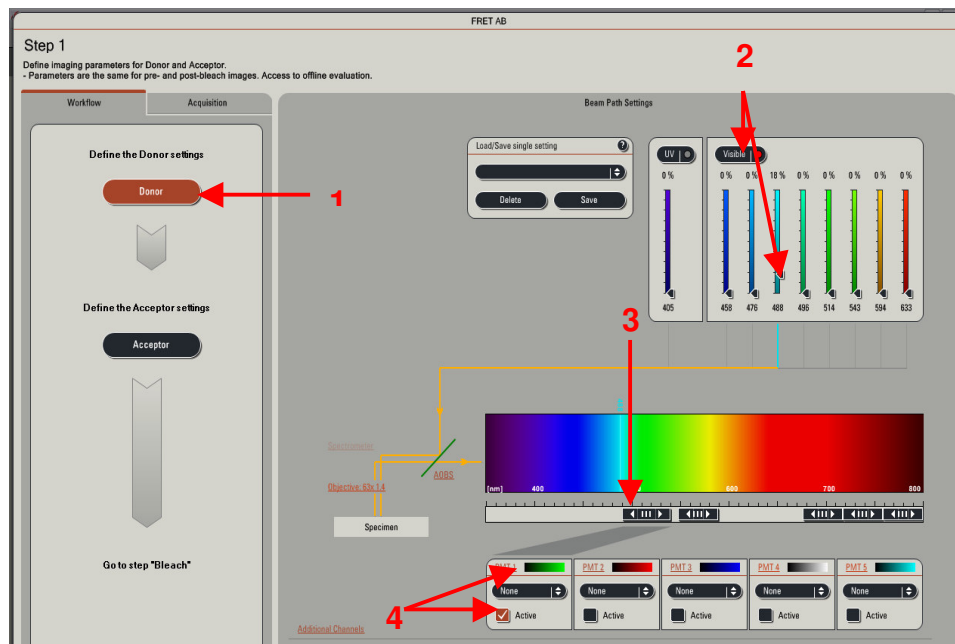 FRET AB
Step 1
Define imaging parameters for Donor and Acceptor.
- Parameters are the same for pre- and post-bleach images. Access to offline evaluation.
Workflow
Acquisition
Beam Path Settings
Define the Donor settings
Donor
1
Define the Acceptor settings
Acceptor
Go to step "Bleach"
Load/Save single setting
?
Delete
Save
2
UV
Visible
0 %
0 % 0 % 18 % 0 % 0 % 0 % 0 % 0 %
405
458 476 488 496 514 543 594 633
3
Spectrometer
AOBS
Objective: 63x 1.4
Specimen
[nm] 400 600 700 800
4
PMT 1 PMT 2 PMT 3 PMT 4 PMT 5
None None None None None
Active Active Active Active Active
Additional Channels